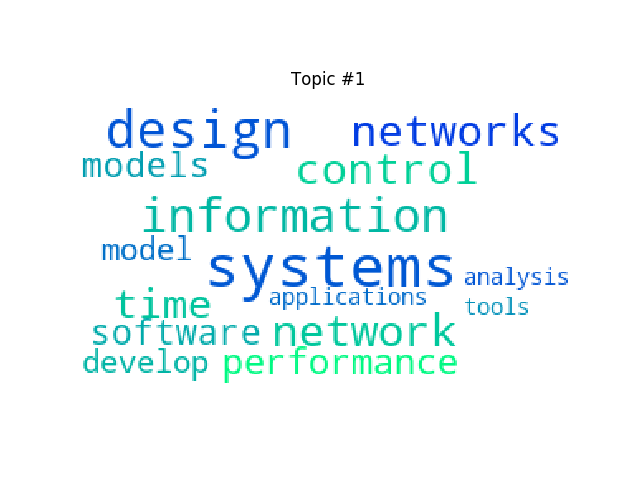 Topic #1
design networks
models control
information
model systems analysis
applications tools
time
software network
develop performance